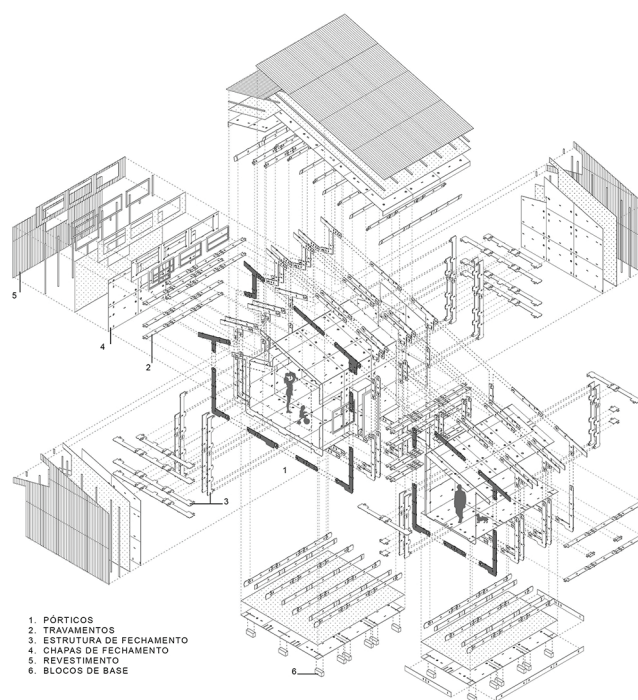 5
4
2
3
1
6
1. PÓRTICOS
2. TRAVAMENTOS
3. ESTRUTURA DE FECHAMENTO
4. CHAPAS DE FECHAMENTO
5. REVESTIMENTO
6. BLOCOS DE BASE